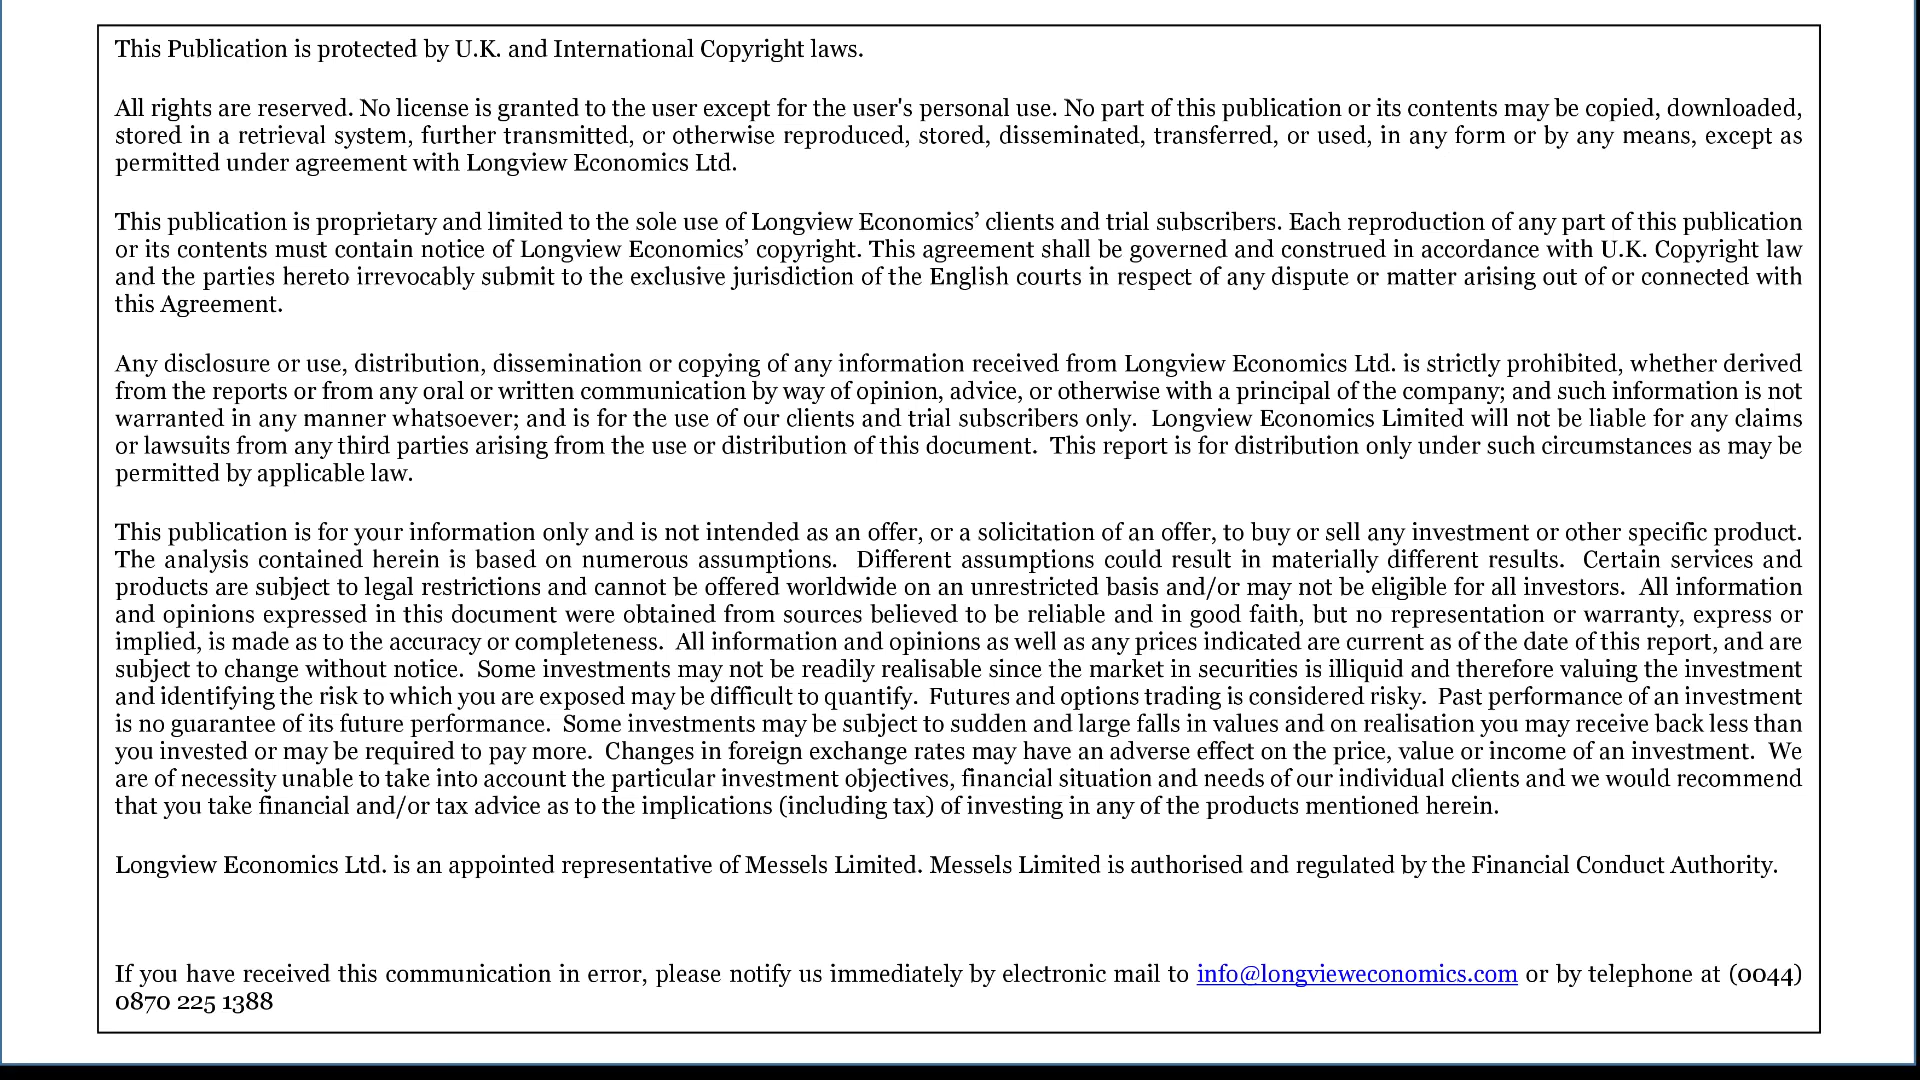 This Publication is protected by U.K. and International Copyright laws.
All rights are reserved. No license is granted to the user except for the user's personal use. No part of this publication or its contents may be copied, downloaded,
stored in a retrieval system, further transmitted, or otherwise reproduced, stored, disseminated, transferred, or used, in any form or by any means, except as
permitted under agreement with Longview Economics Ltd.
This publication is proprietary and limited to the sole use of Longview Economics’ clients and trial subscribers. Each reproduction of any part of this publication
or its contents must contain notice of Longview Economics’ copyright. This agreement shall be governed and construed in accordance with U.K. Copyright law
and the parties hereto irrevocably submit to the exclusive jurisdiction of the English courts in respect of any dispute or matter arising out of or connected with
this Agreement.
Any disclosure or use, distribution, dissemination or copying of any information received from Longview Economics Ltd. is strictly prohibited, whether derived
from the reports or from any oral or written communication by way of opinion, advice, or otherwise with a principal of the company; and such information is not
warranted in any manner whatsoever; and is for the use of our clients and trial subscribers only. Longview Economics Limited will not be liable for any claims
or lawsuits from any third parties arising from the use or distribution of this document. This report is for distribution only under such circumstances as may be
permitted by applicable law.
This publication is for your information only and is not intended as an offer, or a solicitation of an offer, to buy or sell any investment or other specific product.
The analysis contained herein is based on numerous assumptions. Different assumptions could result in materially different results. Certain services and
products are subject to legal restrictions and cannot be offered worldwide on an unrestricted basis and/or may not be eligible for all investors. All information
and opinions expressed in this document were obtained from sources believed to be reliable and in good faith, but no representation or warranty, express or
implied, is made as to the accuracy or completeness. All information and opinions as well as any prices indicated are current as of the date of this report, and are
subject to change without notice. Some investments may not be readily realisable since the market in securities is illiquid and therefore valuing the investment
and identifying the risk to which you are exposed may be difficult to quantify. Futures and options trading is considered risky. Past performance of an investment
is no guarantee of its future performance. Some investments may be subject to sudden and large falls in values and on realisation you may receive back less than
you invested or may be required to pay more. Changes in foreign exchange rates may have an adverse effect on the price, value or income of an investment. We
are of necessity unable to take into account the particular investment objectives, financial situation and needs of our individual clients and we would recommend
that you take financial and/or tax advice as to the implications (including tax) of investing in any of the products mentioned herein.
Longview Economics Ltd. is an appointed representative of Messels Limited. Messels Limited is authorised and regulated by the Financial Conduct Authority.
If you have received this communication in error, please notify us immediately by electronic mail to info@longvieweconomics.com or by telephone at (0044)
0870 225 1388